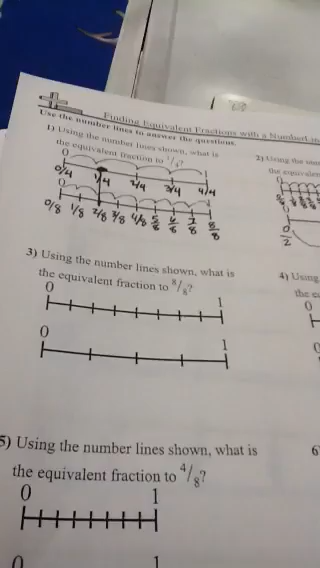 Finding Equivalent Fractions with a NumberLin
Use the number lines to answer the questions.
1) Using the number lines shown, what is
the equivalent fraction to
0
0/4 1/4 2/4 3/4 4/4
0
0/8 1/8 2/8 3/8 4/8 5/8 6/8 7/8 8/8
2) Using the
the equivalen
0/2
3) Using the number lines shown, what is
the equivalent fraction to 8/8?
0 1
0 1
4) Using
the e
0
0
5) Using the number lines shown, what is
the equivalent fraction to 4/8?
0 1
0 1
6